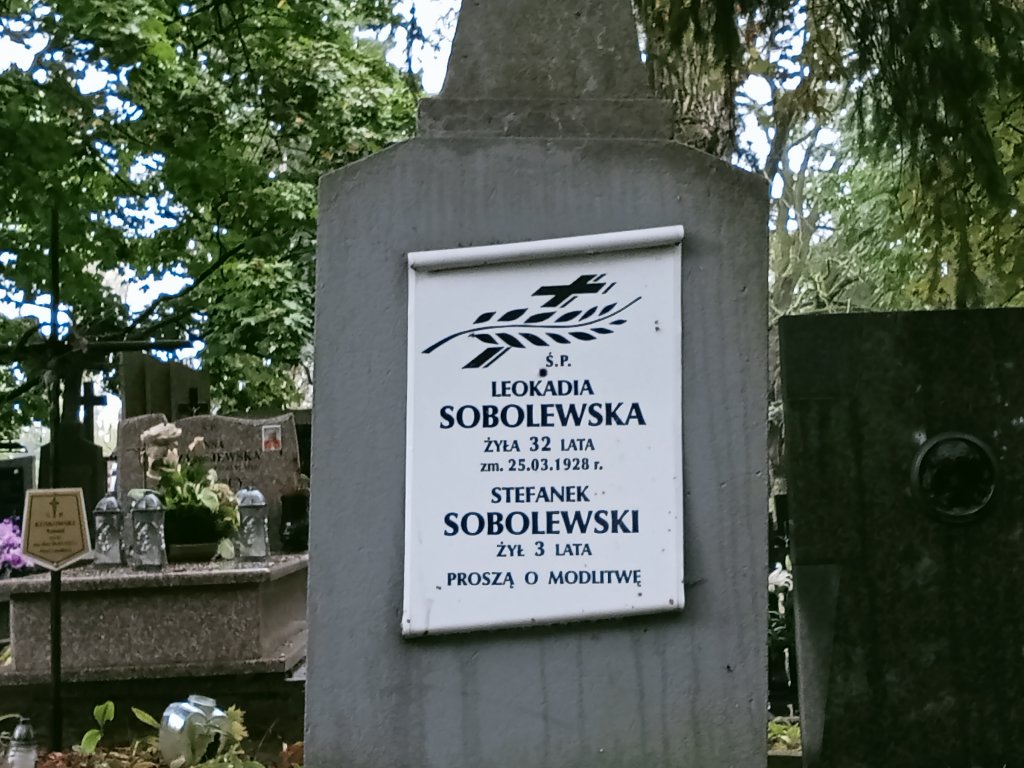 Ś.P.
LEOKADIA
SOBOLEWSKA
ŻYŁA 32 LATA
zm. 25.03.1928 r.
STEFANEK
SOBOLEWSKI
ŻYŁ 3 LATA
PROSZĄ O MODLITWĘ